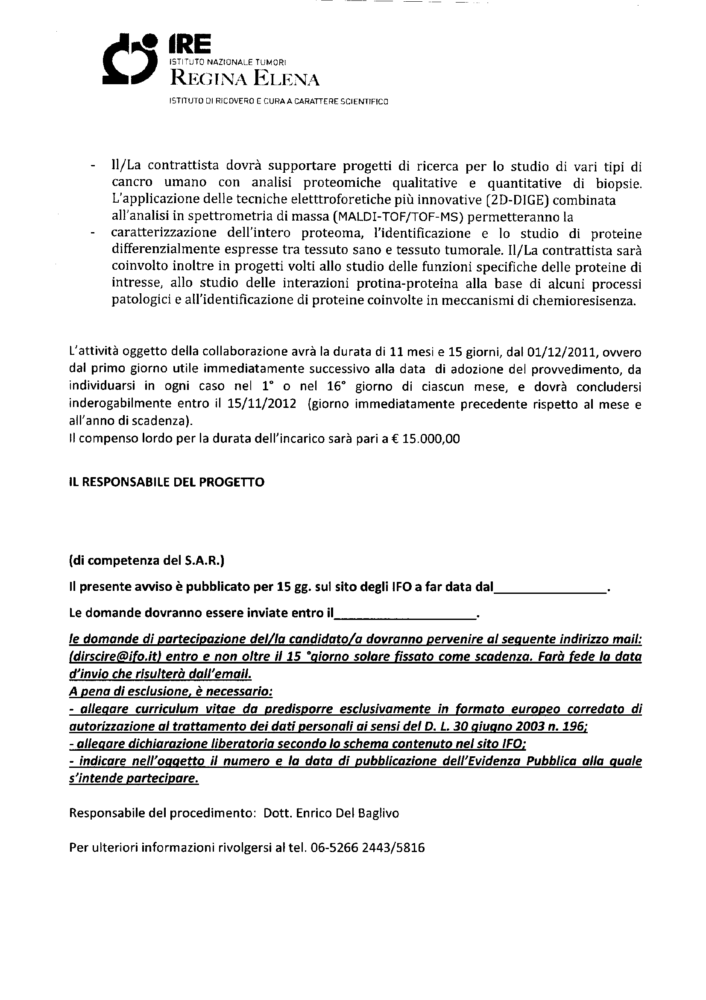 IRE
ISTITUTO NAZIONALE TUMORI
REGINA ELENA
ISTITUTO DI RICOVERO E CURA A CARATTERE SCIENTIFICO
- Il/La contrattista dovrà supportare progetti di ricerca per lo studio di vari tipi di
cancro umano con analisi proteomiche qualitative e quantitative di biopsie.
L'applicazione delle tecniche eletttroforetiche più innovative (2D-DIGE) combinata
all'analisi in spettrometria di massa (MALDI-TOF/TOF-MS) permetteranno la
- caratterizzazione dell'intero proteoma, l'identificazione e lo studio di proteine
differenzialmente espresse tra tessuto sano e tessuto tumorale. Il/La contrattista sarà
coinvolto inoltre in progetti volti allo studio delle funzioni specifiche delle proteine di
intresse, allo studio delle interazioni protina-proteina alla base di alcuni processi
patologici e all'identificazione di proteine coinvolte in meccanismi di chemioresisenza.
L'attività oggetto della collaborazione avrà la durata di 11 mesi e 15 giorni, dal 01/12/2011, ovvero
dal primo giorno utile immediatamente successivo alla data di adozione del provvedimento, da
individuarsi in ogni caso nel 1° o nel 16° giorno di ciascun mese, e dovrà concludersi
inderogabilmente entro il 15/11/2012 (giorno immediatamente precedente rispetto al mese e
all'anno di scadenza).
Il compenso lordo per la durata dell'incarico sarà pari a € 15.000,00
IL RESPONSABILE DEL PROGETTO
(di competenza del S.A.R.)
Il presente avviso è pubblicato per 15 gg. sul sito degli IFO a far data dal________________.
Le domande dovranno essere inviate entro il____________________.
le domande di partecipazione del/la candidato/a dovranno pervenire al seguente indirizzo mail:
(dirscire@ifo.it) entro e non oltre il 15 °giorno solare fissato come scadenza. Farà fede la data
d'invio che risulterà dall'email.
A pena di esclusione, è necessario:
- allegare curriculum vitae da predisporre esclusivamente in formato europeo corredato di
autorizzazione al trattamento dei dati personali ai sensi del D. L. 30 giugno 2003 n. 196;
- allegare dichiarazione liberatoria secondo lo schema contenuto nel sito IFO;
- indicare nell'oggetto il numero e la data di pubblicazione dell'Evidenza Pubblica alla quale
s'intende partecipare.
Responsabile del procedimento: Dott. Enrico Del Baglivo
Per ulteriori informazioni rivolgersi al tel. 06-5266 2443/5816